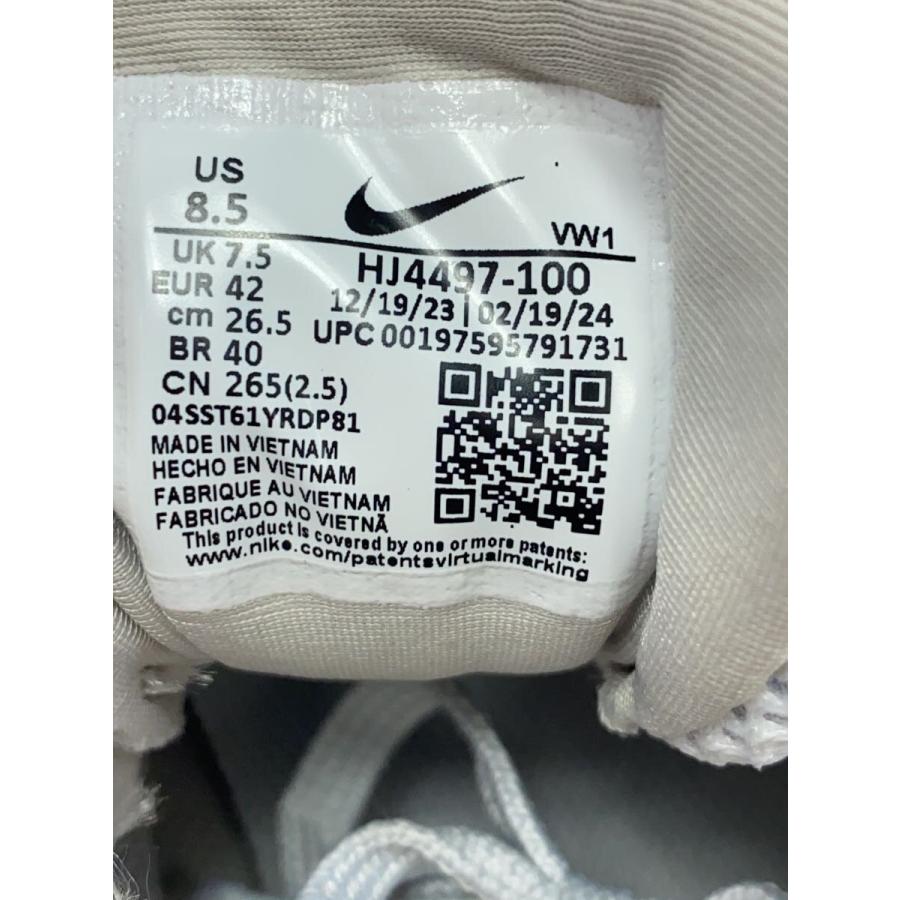 US
8.5
VW1
UK 7.5
HJ4497-100
EUR 42
12/19/23 | 02/19/24
cm 26.5
UPC 00197595791731
BR 40
CN 265(2.5)
04SST61YRDP81
MADE IN VIETNAM
HECHO EN VIETNAM
FABRIQUE AU VIETNAM
FABRICADO NO VIETNÃ
This product is covered by one or more patents:
www.nike.com/patentsvirtualmarking